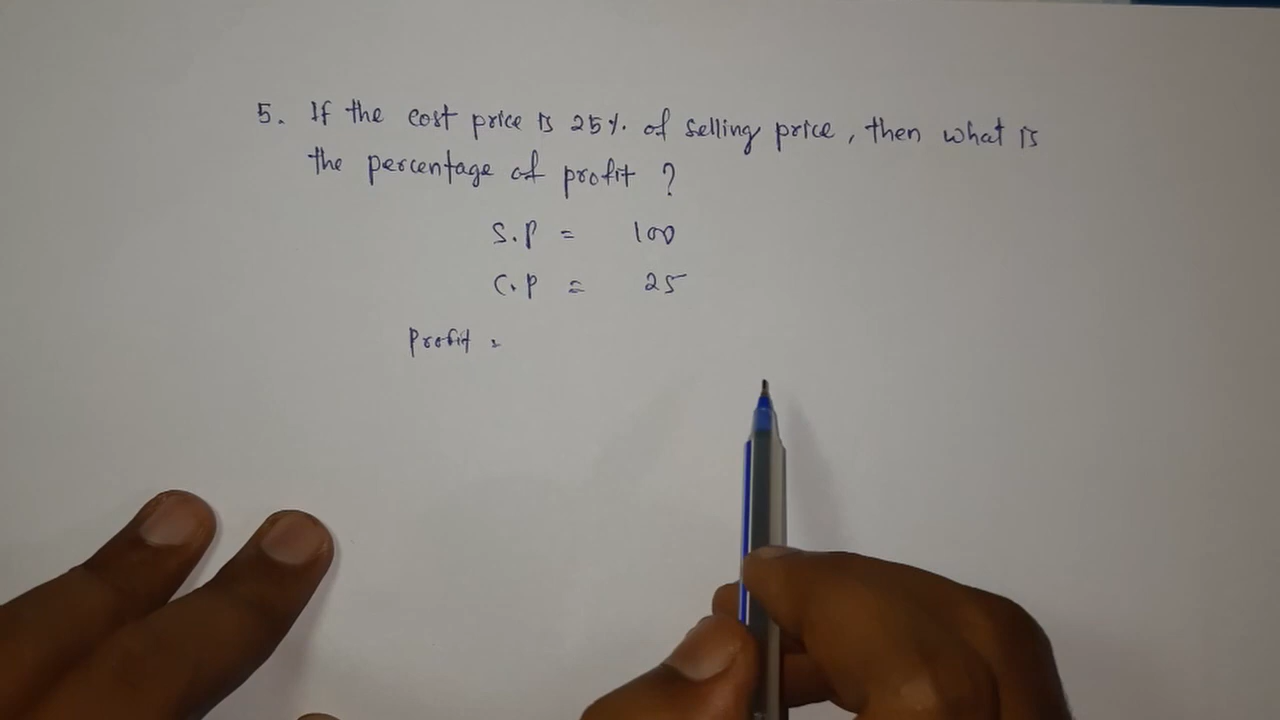 5. If the cost price is 25% of selling price, then what is
the percentage of profit ?
S.P = 100
C.P = 25
Profit =